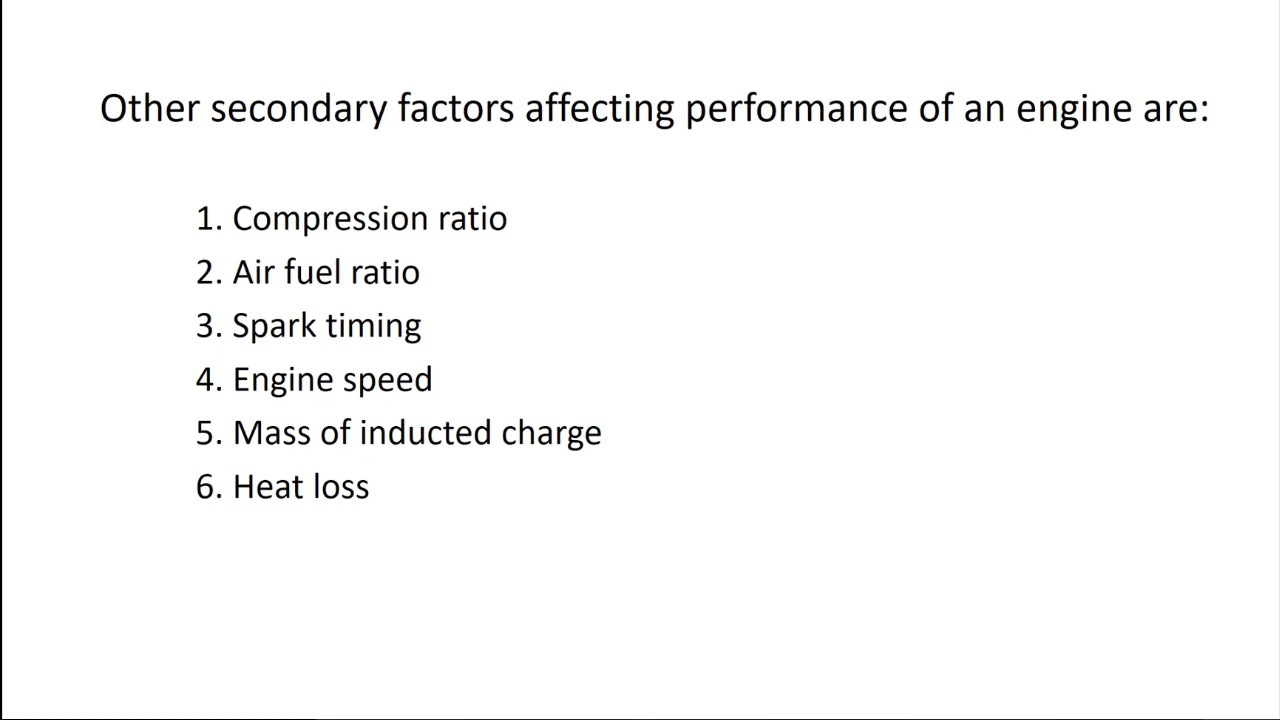 Other secondary factors affecting performance of an engine are:
1. Compression ratio
2. Air fuel ratio
3. Spark timing
4. Engine speed
5. Mass of inducted charge
6. Heat loss